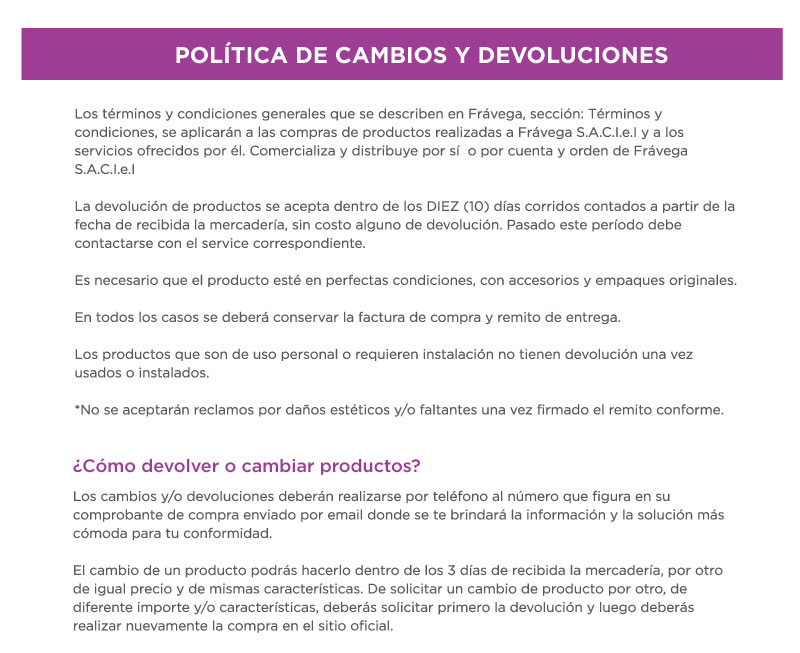 POLÍTICA DE CAMBIOS Y DEVOLUCIONES
Los términos y condiciones generales que se describen en Frávega, sección: Términos y
condiciones, se aplicarán a las compras de productos realizadas a Frávega S.A.C.I.e.I y a los
servicios ofrecidos por él. Comercializa y distribuye por sí  o por cuenta y orden de Frávega
S.A.C.I.e.I
La devolución de productos se acepta dentro de los DIEZ (10) días corridos contados a partir de la
fecha de recibida la mercadería, sin costo alguno de devolución. Pasado este período debe
contactarse con el service correspondiente.
Es necesario que el producto esté en perfectas condiciones, con accesorios y empaques originales.
En todos los casos se deberá conservar la factura de compra y remito de entrega.
Los productos que son de uso personal o requieren instalación no tienen devolución una vez
usados o instalados.
*No se aceptarán reclamos por daños estéticos y/o faltantes una vez firmado el remito conforme.
¿Cómo devolver o cambiar productos?
Los cambios y/o devoluciones deberán realizarse por teléfono al número que figura en su
comprobante de compra enviado por email donde se te brindará la información y la solución más
cómoda para tu conformidad.
El cambio de un producto podrás hacerlo dentro de los 3 días de recibida la mercadería, por otro
de igual precio y de mismas características. De solicitar un cambio de producto por otro, de
diferente importe y/o características, deberás solicitar primero la devolución y luego deberás
realizar nuevamente la compra en el sitio oficial.